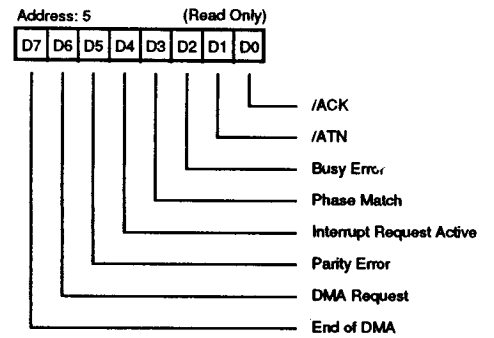 Address: 5 (Read Only)
D7 D6 D5 D4 D3 D2 D1 D0
/ACK
/ATN
Busy Error
Phase Match
Interrupt Request Active
Parity Error
DMA Request
End of DMA